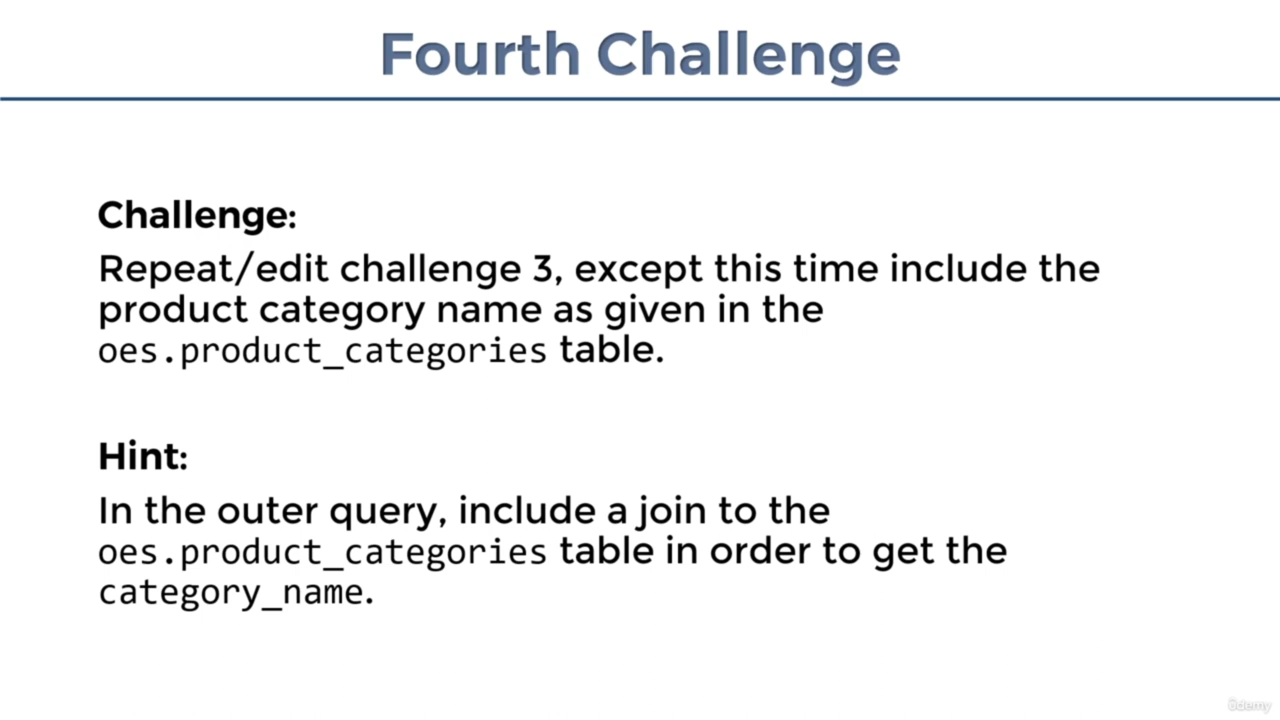 Fourth Challenge
Challenge:
Repeat/edit challenge 3, except this time include the
product category name as given in the
oes.product_categories table.
Hint:
In the outer query, include a join to the
oes.product_categories table in order to get the
category_name.
ûdemy